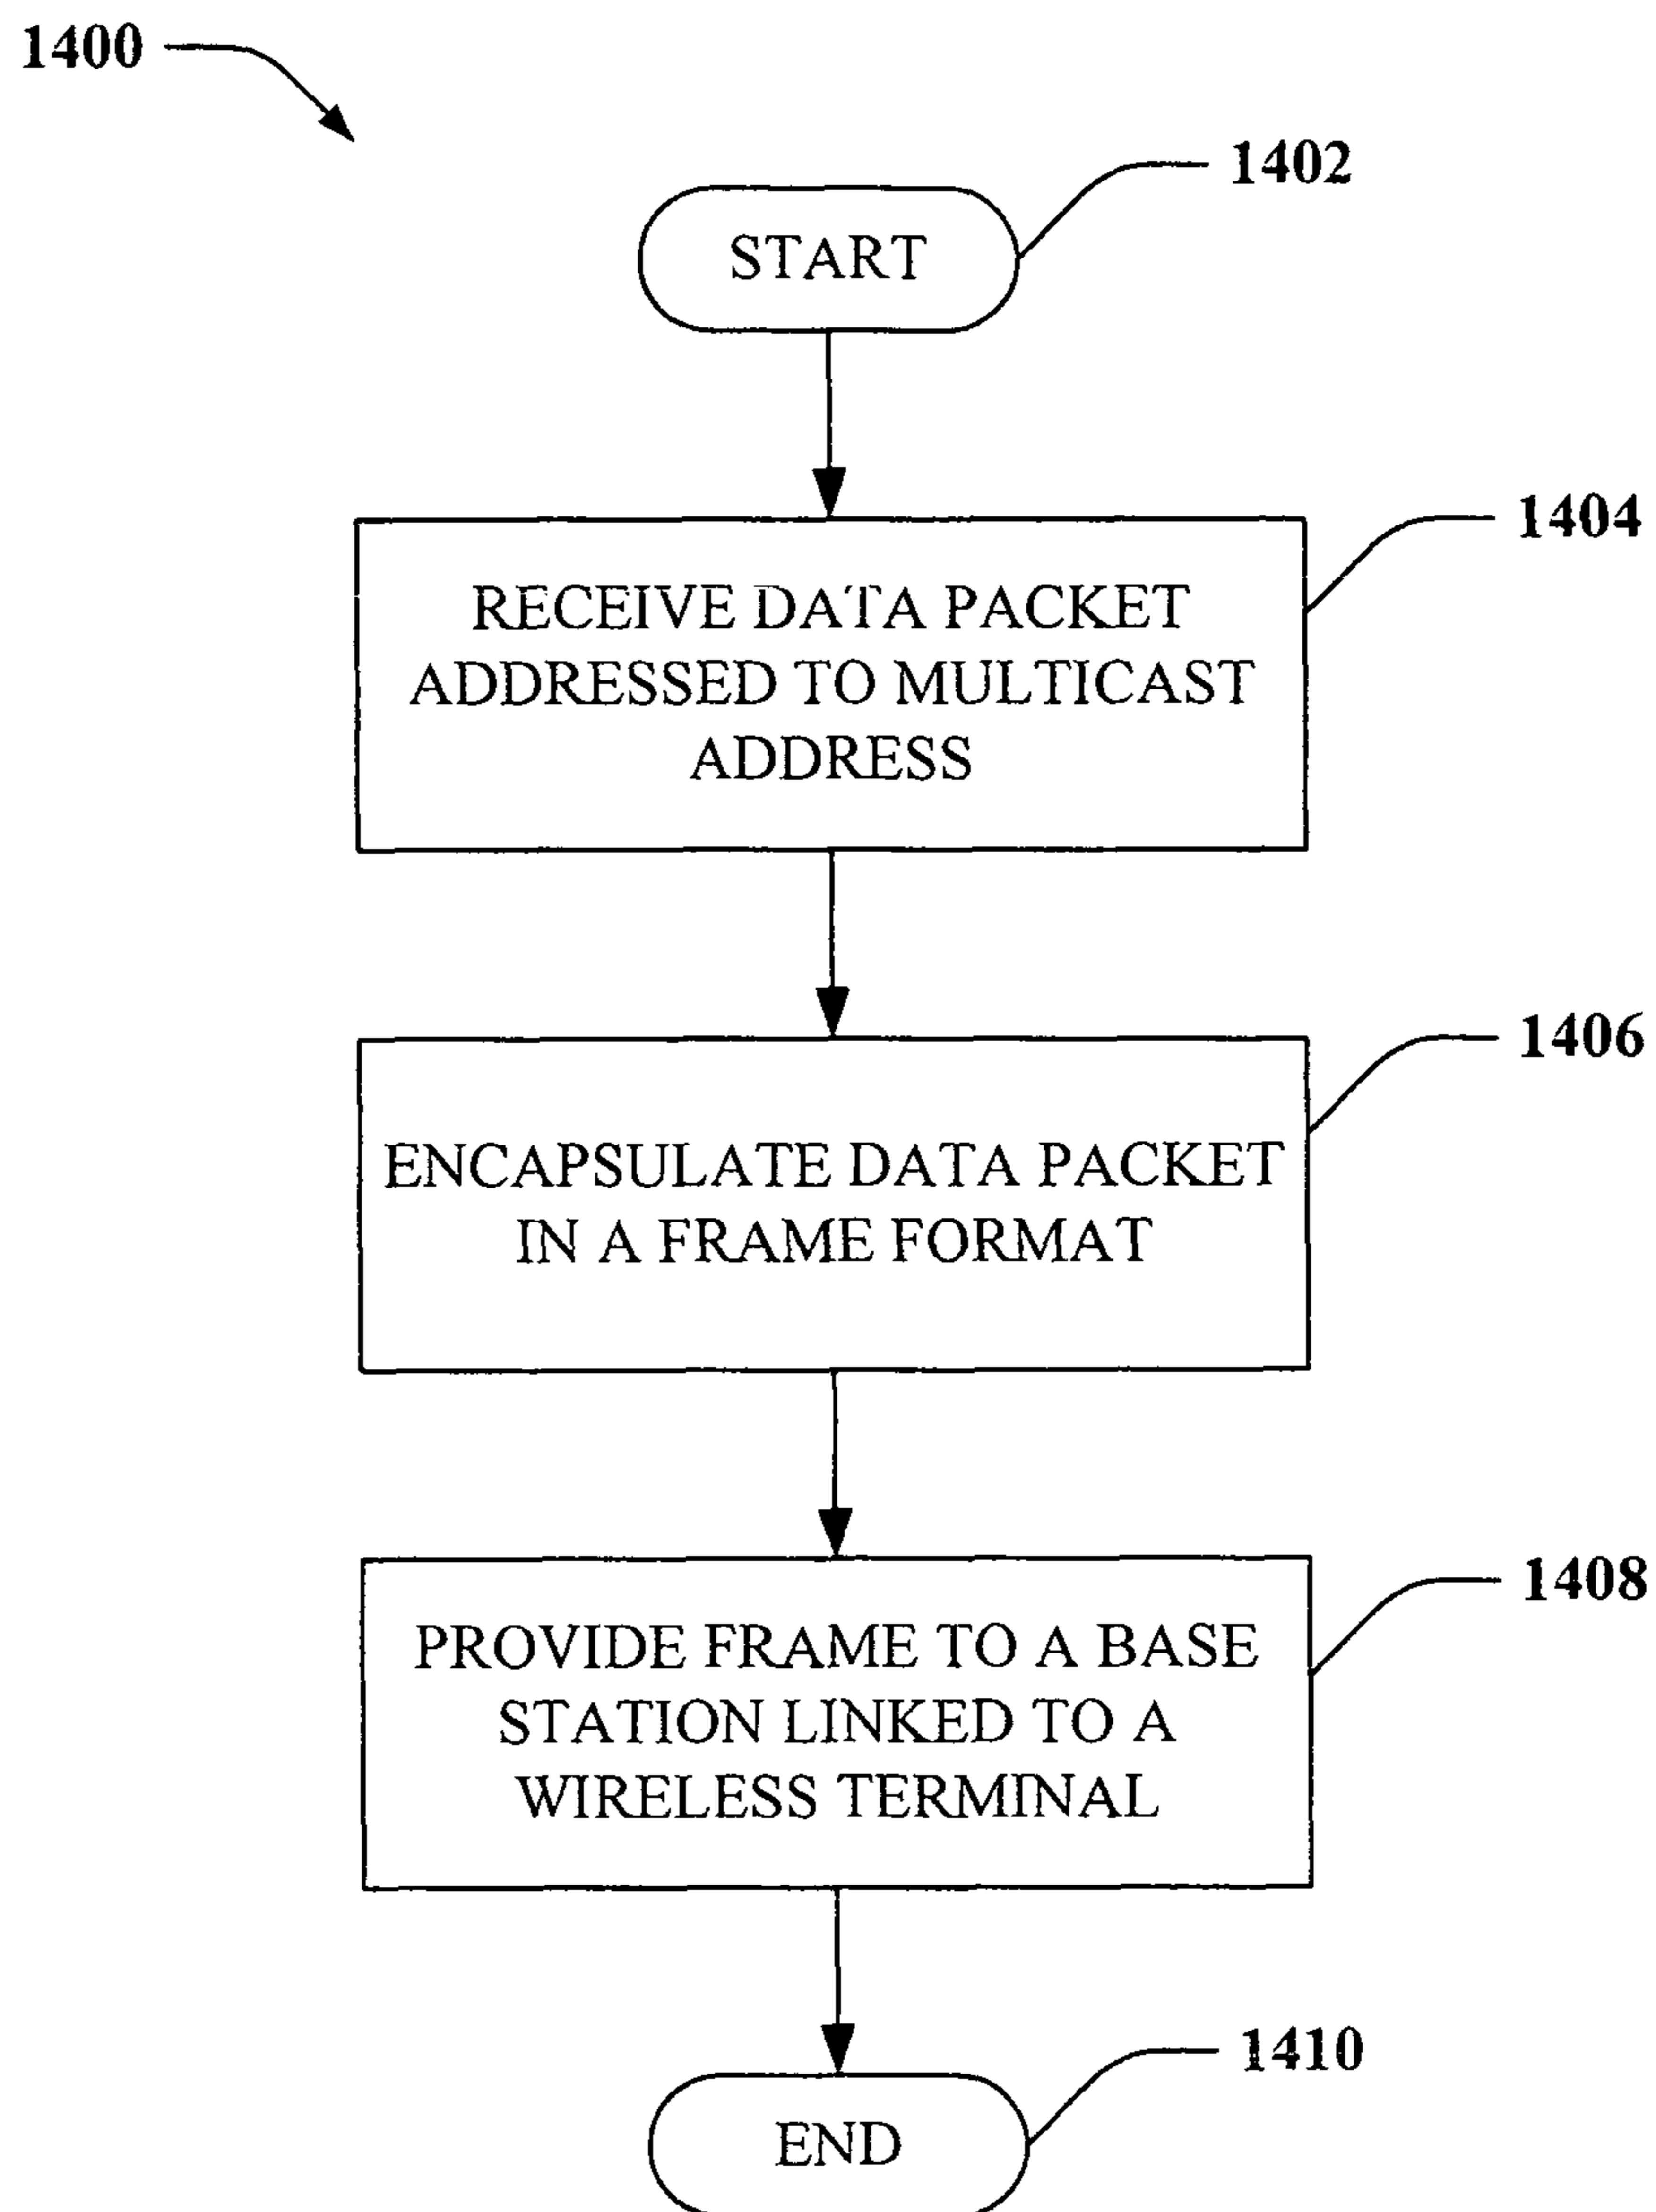 1400
1402
START
1404
RECEIVE DATA PACKET
ADDRESSED TO MULTICAST
ADDRESS
1406
ENCAPSULATE DATA PACKET
IN A FRAME FORMAT
1408
PROVIDE FRAME TO A BASE
STATION LINKED TO A
WIRELESS TERMINAL
1410
END